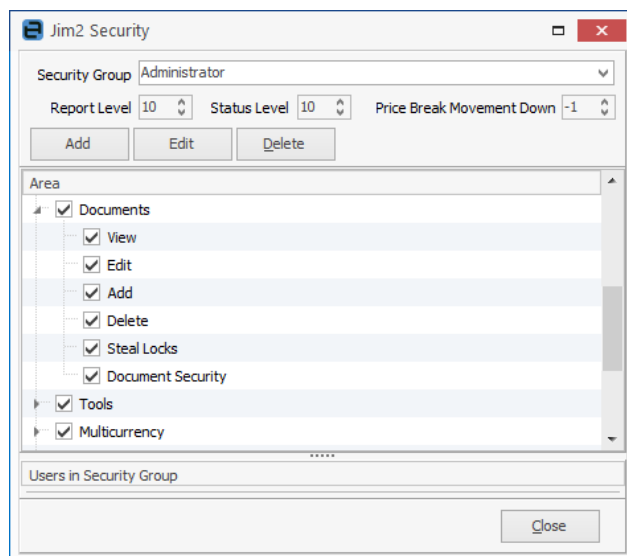 Jim2 Security
Security Group Administrator
Report Level 10 Status Level 10 Price Break Movement Down -1
Add Edit Delete
Area
Documents
View
Edit
Add
Delete
Steal Locks
Document Security
Tools
Multicurrency
Users in Security Group
Close